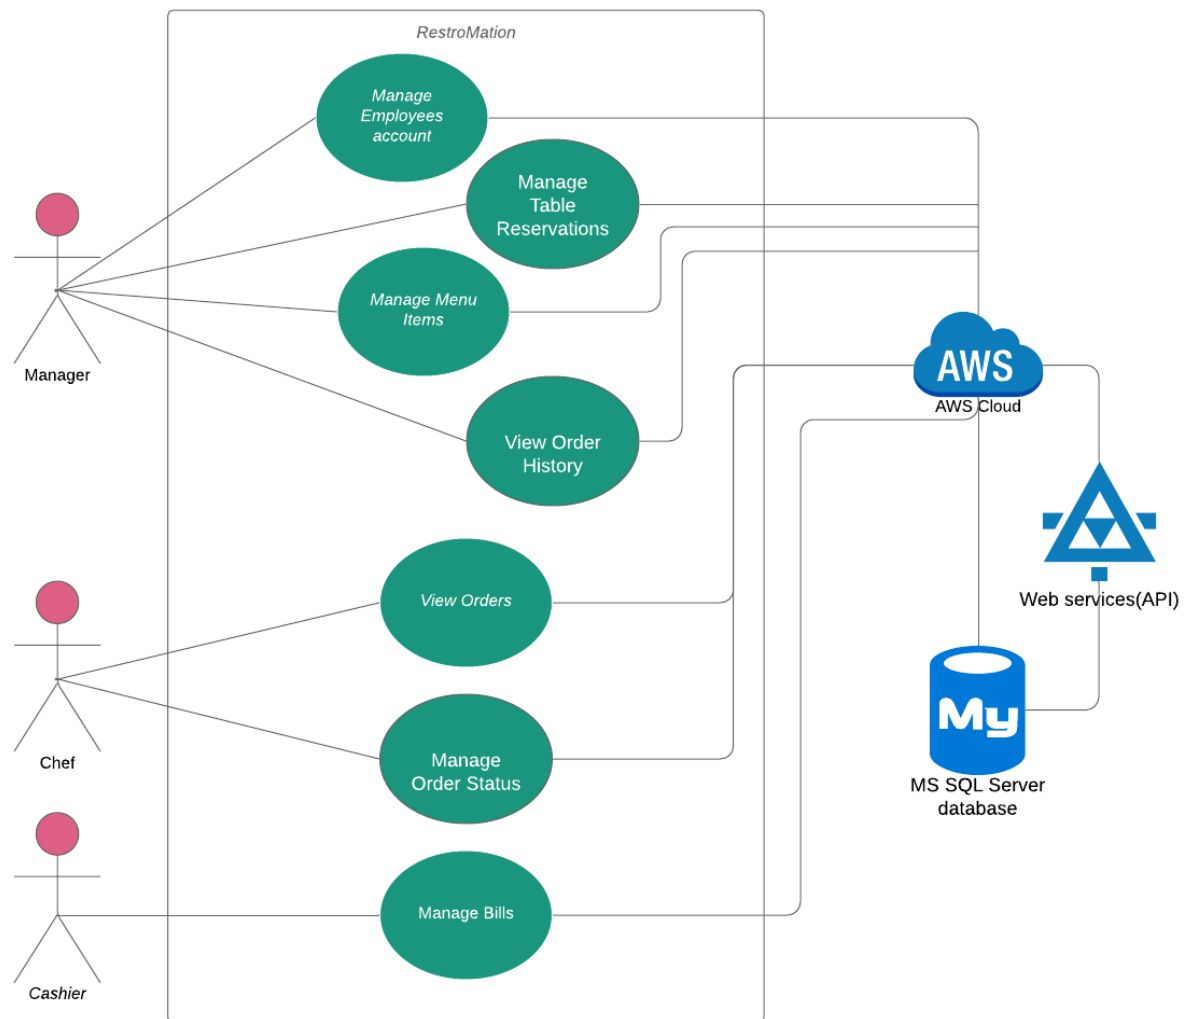 RestroMation
Manage
Employees
account
Manage
Table
Reservations
Manage Menu
Items
Manager
AWS
AWS Cloud
View Order
History
Web services(API)
View Orders
Chef
My
MS SQL Server
database
Manage
Order Status
Manage Bills
Cashier